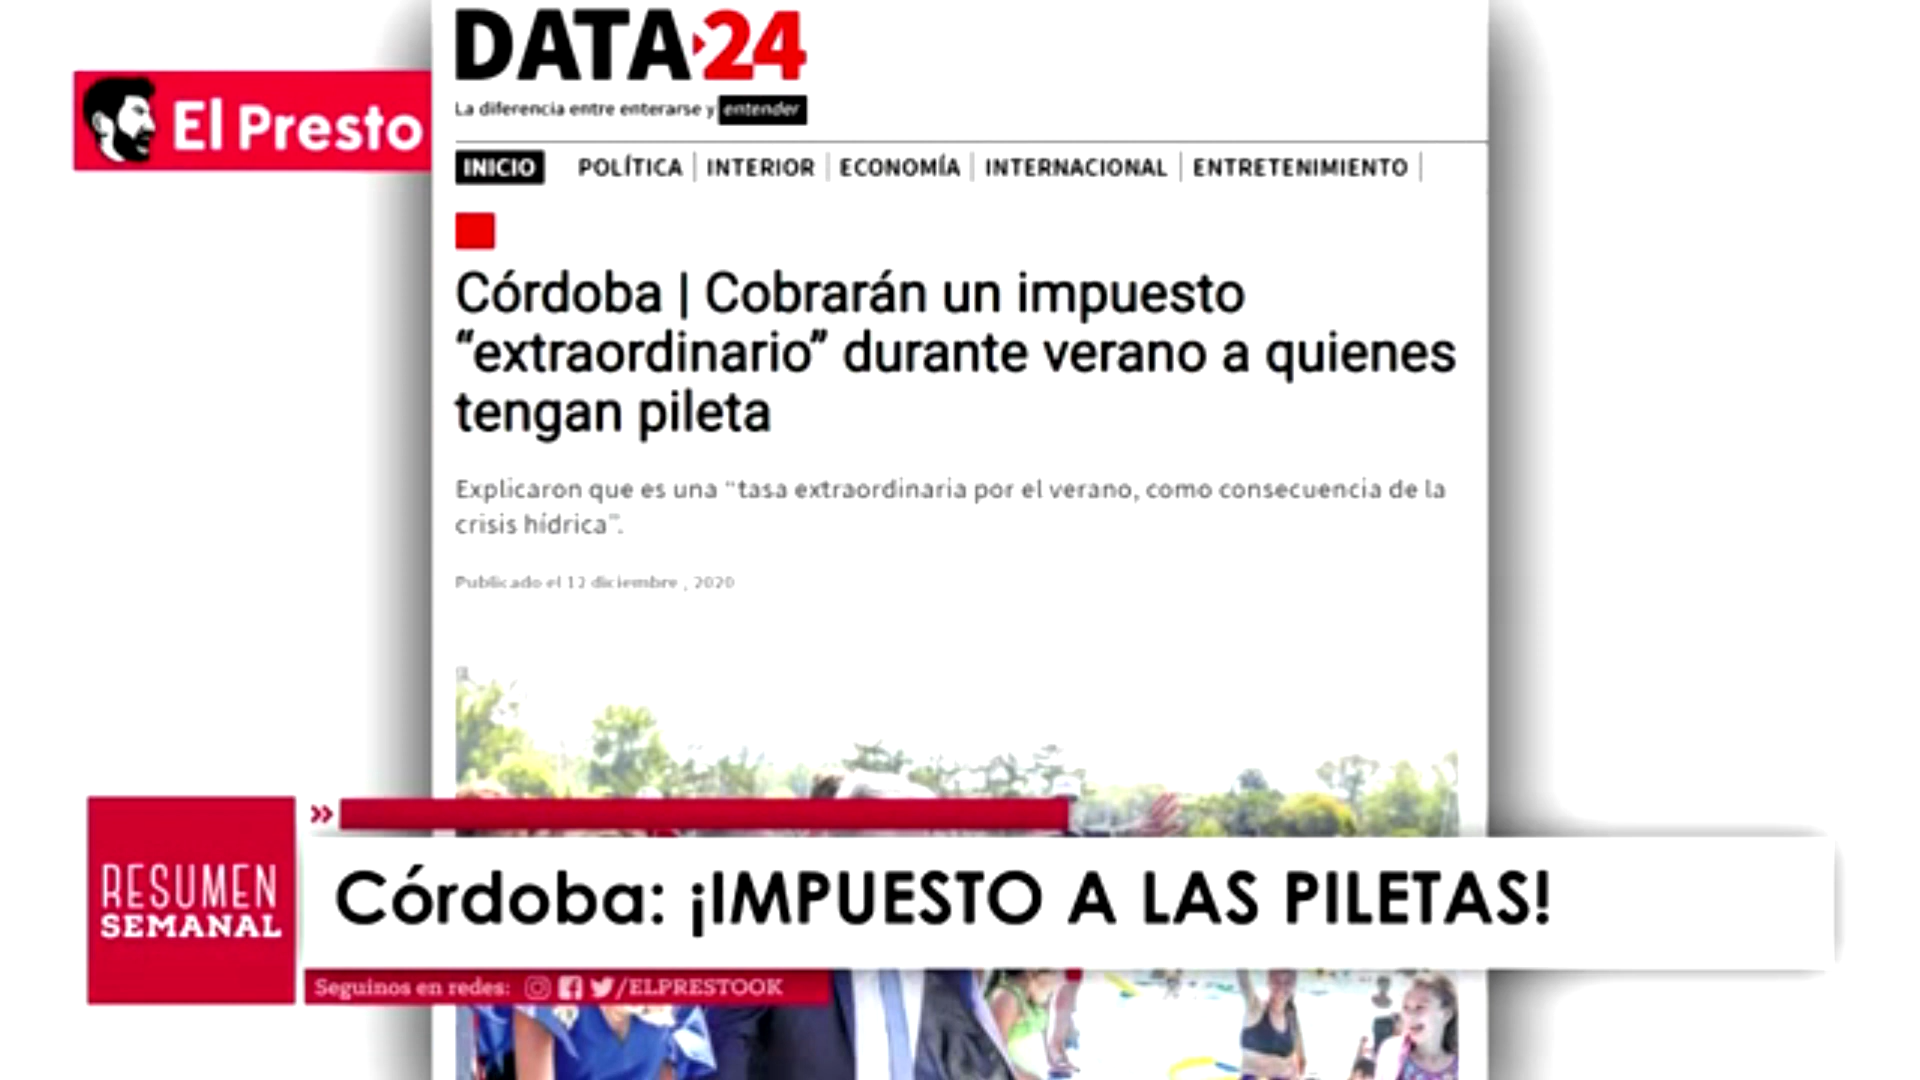 DATA24
La diferencia entre enterarse y entender
El Presto
INICIO POLÍTICA INTERIOR ECONOMÍA INTERNACIONAL ENTRETENIMIENTO
Córdoba | Cobrarán un impuesto
“extraordinario” durante verano a quienes
tengan pileta
Explicaron que es una “tasa extraordinaria por el verano, como consecuencia de la
crisis hídrica”.
Publicado el 12 diciembre , 2020
»
RESUMEN
SEMANAL
Córdoba: ¡IMPUESTO A LAS PILETAS!
Seguinos en redes: /ELPRESTOOK